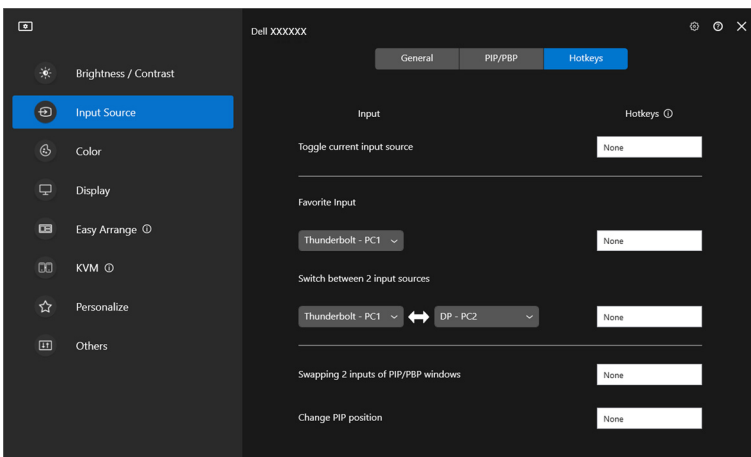 Dell XXXXXX
General PIP/PBP Hotkeys
Brightness / Contrast
Input Source
Color
Display
Easy Arrange
KVM
Personalize
Others
Input Hotkeys
Toggle current input source None
Favorite Input
Thunderbolt - PC1 None
Switch between 2 input sources
Thunderbolt - PC1 DP - PC2 None
Swapping 2 inputs of PIP/PBP windows None
Change PIP position None